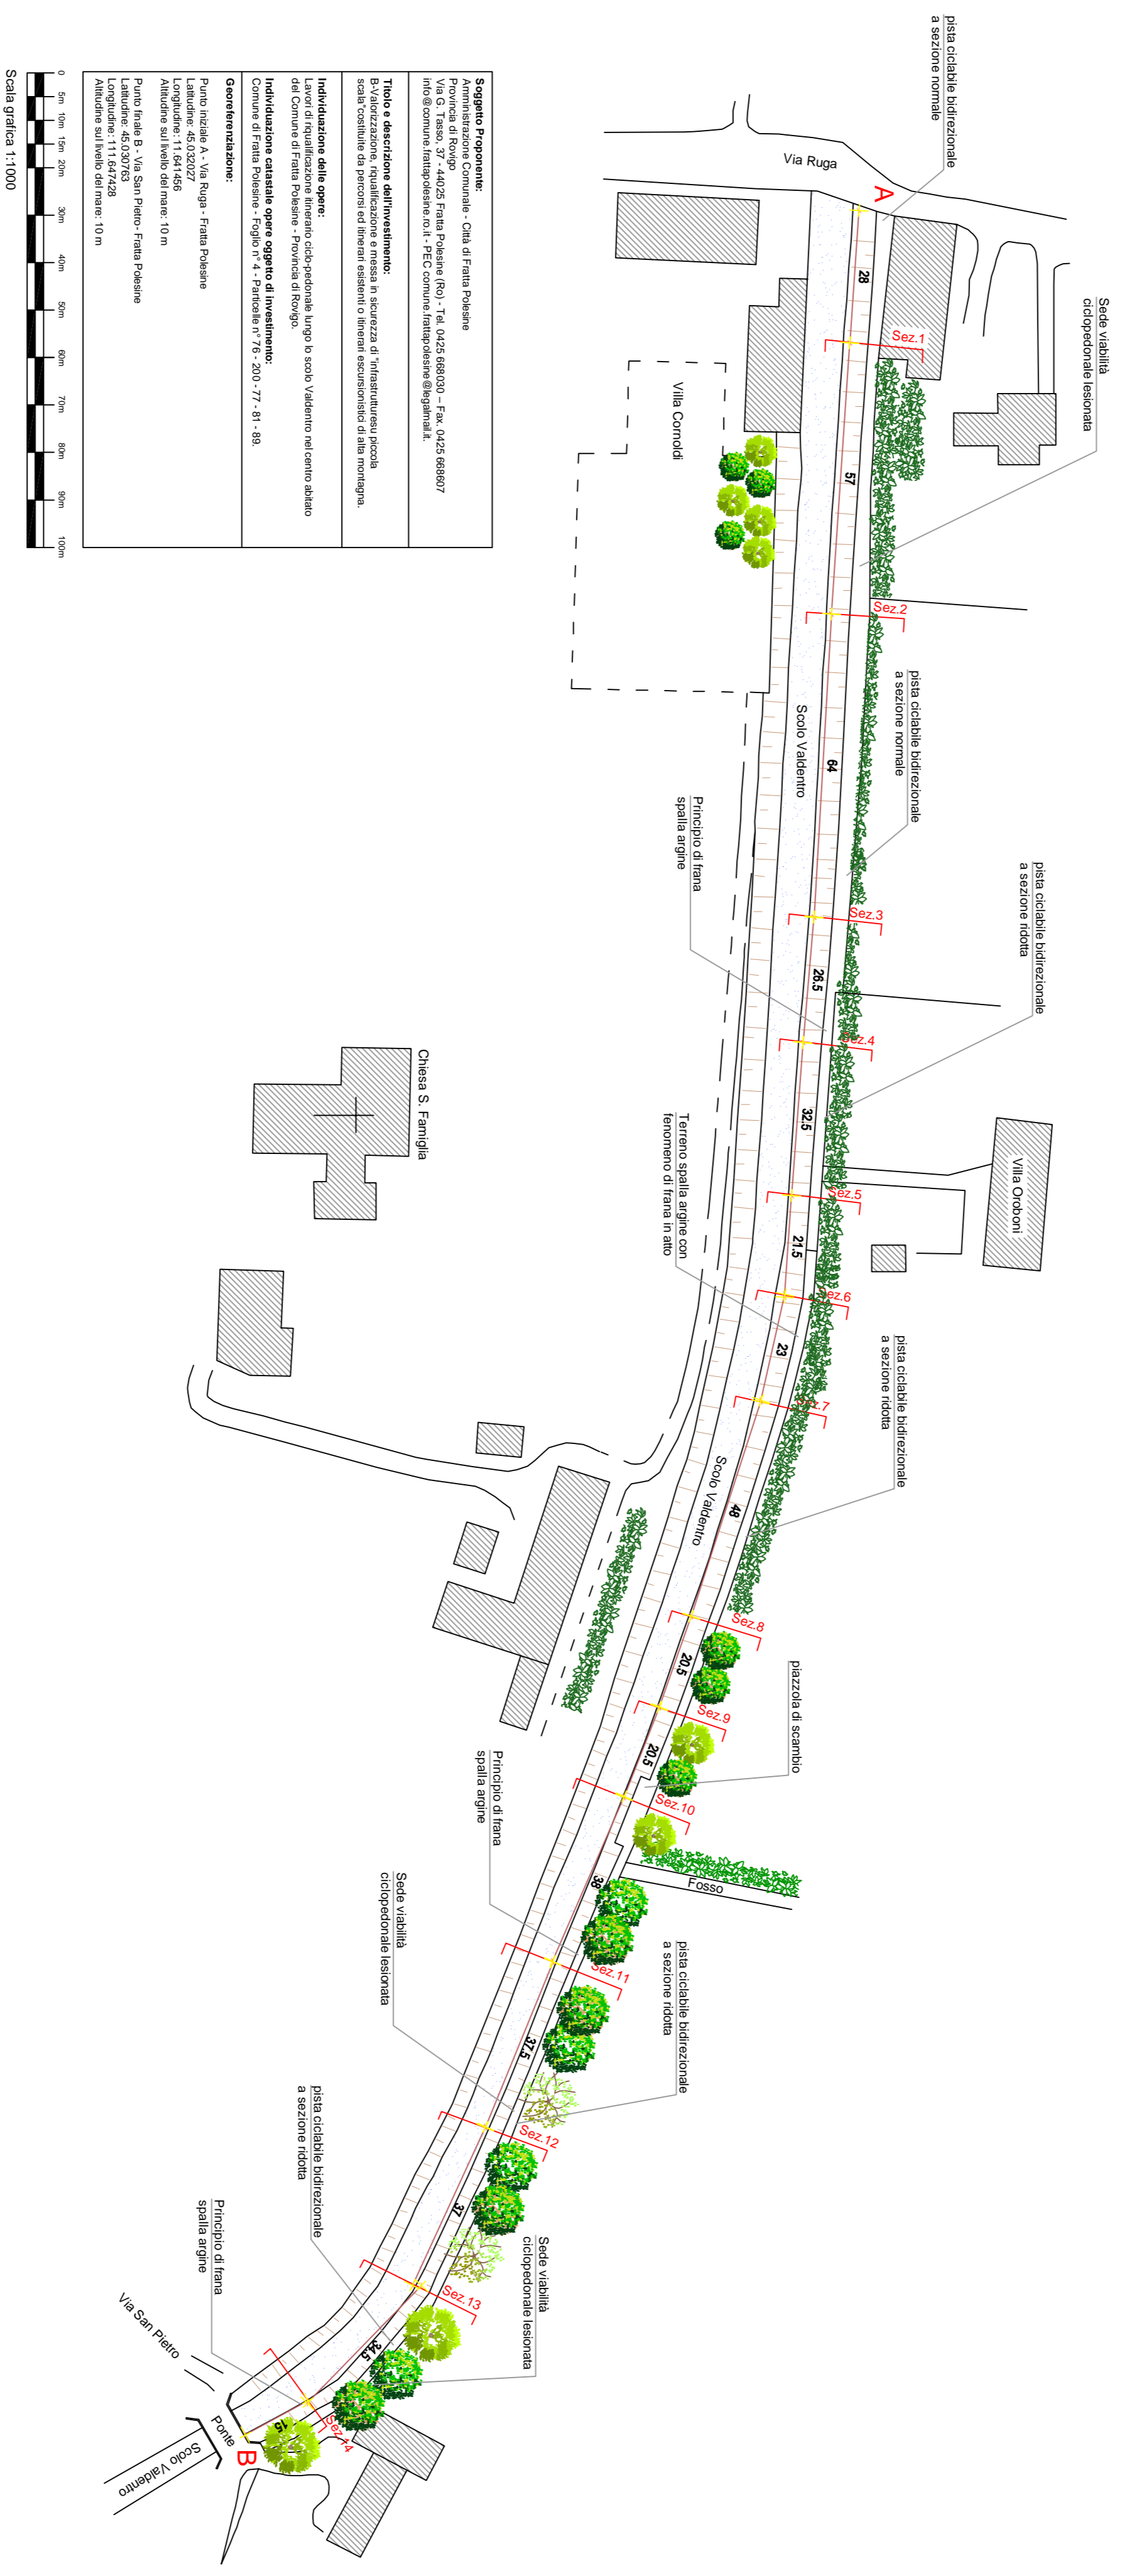 pista ciclabile bidirezionale
a sezione normale
Via Ruga
A
28
Sez.1
Sede viabilità
ciclopedonale lesionata
57
Villa Cornoldi
Sez.2
pista ciclabile bidirezionale
a sezione normale
Scolo Valdentro
64
Principio di frana
spalla argine
Sez.3
pista ciclabile bidirezionale
a sezione ridotta
26.5
Sez.4
32.5
Chiesa S. Famiglia
Terreno spalla argine con
fenomeno di frana in atto
Villa Oroboni
Sez.5
21.5
Sez.6
23
pista ciclabile bidirezionale
a sezione ridotta
Sez.7
Scolo Valdentro
48
Sez.8
20.5
piazzola di scambio
Sez.9
20.5
Sez.10
Principio di frana
spalla argine
Fosso
38
Sede viabilità
ciclopedonale lesionata
Sez.11
pista ciclabile bidirezionale
a sezione ridotta
37.5
Sez.12
pista ciclabile bidirezionale
a sezione ridotta
37
Principio di frana
spalla argine
Sez.13
Sede viabilità
ciclopedonale lesionata
34.5
Via San Pietro
Sez.14
15
Ponte
B
Scolo Valdentro
Soggetto Proponente:
Amministrazione Comunale - Città di Fratta Polesine
Provincia di Rovigo
Via G. Tasso, 37 - 44025 Fratta Polesine (Ro) - Tel. 0425 668030 – Fax. 0425 668607
info@comune.frattapolesine.ro.it - PEC comune.frattapolesine@legalmail.it.
Titolo e descrizione dell'investimento:
B-Valorizzazione, riqualificazione e messa in sicurezza di "infrastrutturesu piccola
scala"costituite da percorsi ed itinerari esistenti o itinerari escursionistici di alta montagna.
Individuazione delle opere:
Lavori di riqualificazione itinerario ciclo-pedonale lungo lo scolo Valdentro nel centro abitato
del Comune di Fratta Polesine - Provincia di Rovigo.
Individuazione catastale opere oggetto di investimento:
Comune di Fratta Polesine - Foglio n° 4 - Particelle n° 76 - 200 - 77 - 81 - 89.
Georeferenziazione:
Punto iniziale A - Via Ruga - Fratta Polesine
Latitudine: 45.032027
Longitudine:11.641456
Altitudine sul livello del mare: 10 m
Punto finale B - Via San Pietro- Fratta Polesine
Latitudine: 45.030763
Longitudine:111.647428
Altitudine sul livello del mare: 10 m
0 5m 10m 15m 20m 30m 40m 50m 60m 70m 80m 90m 100m
Scala grafica 1:1000